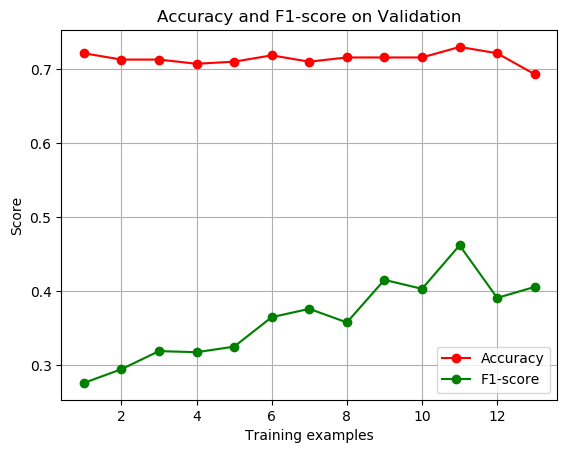 Accuracy and F1-score on Validation
Score
0.7
0.6
0.5
0.4
0.3
Accuracy
F1-score
2 4 6 8 10 12
Training examples